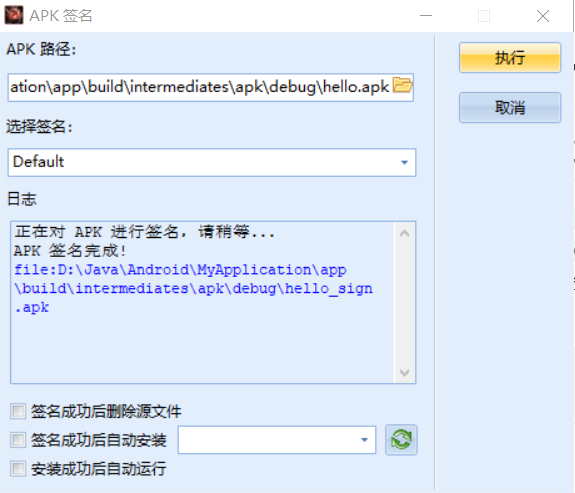 APK 签名
APK 路径:
ation\app\build\intermediates\apk\debug\hello.apk
执行
取消
选择签名:
Default
日志
正在对 APK 进行签名, 请稍等...
APK 签名完成!
file:D:\Java\Android\MyApplication\app
\build\intermediates\apk\debug\hello_sign
.apk
签名成功后删除源文件
签名成功后自动安装
安装成功后自动运行